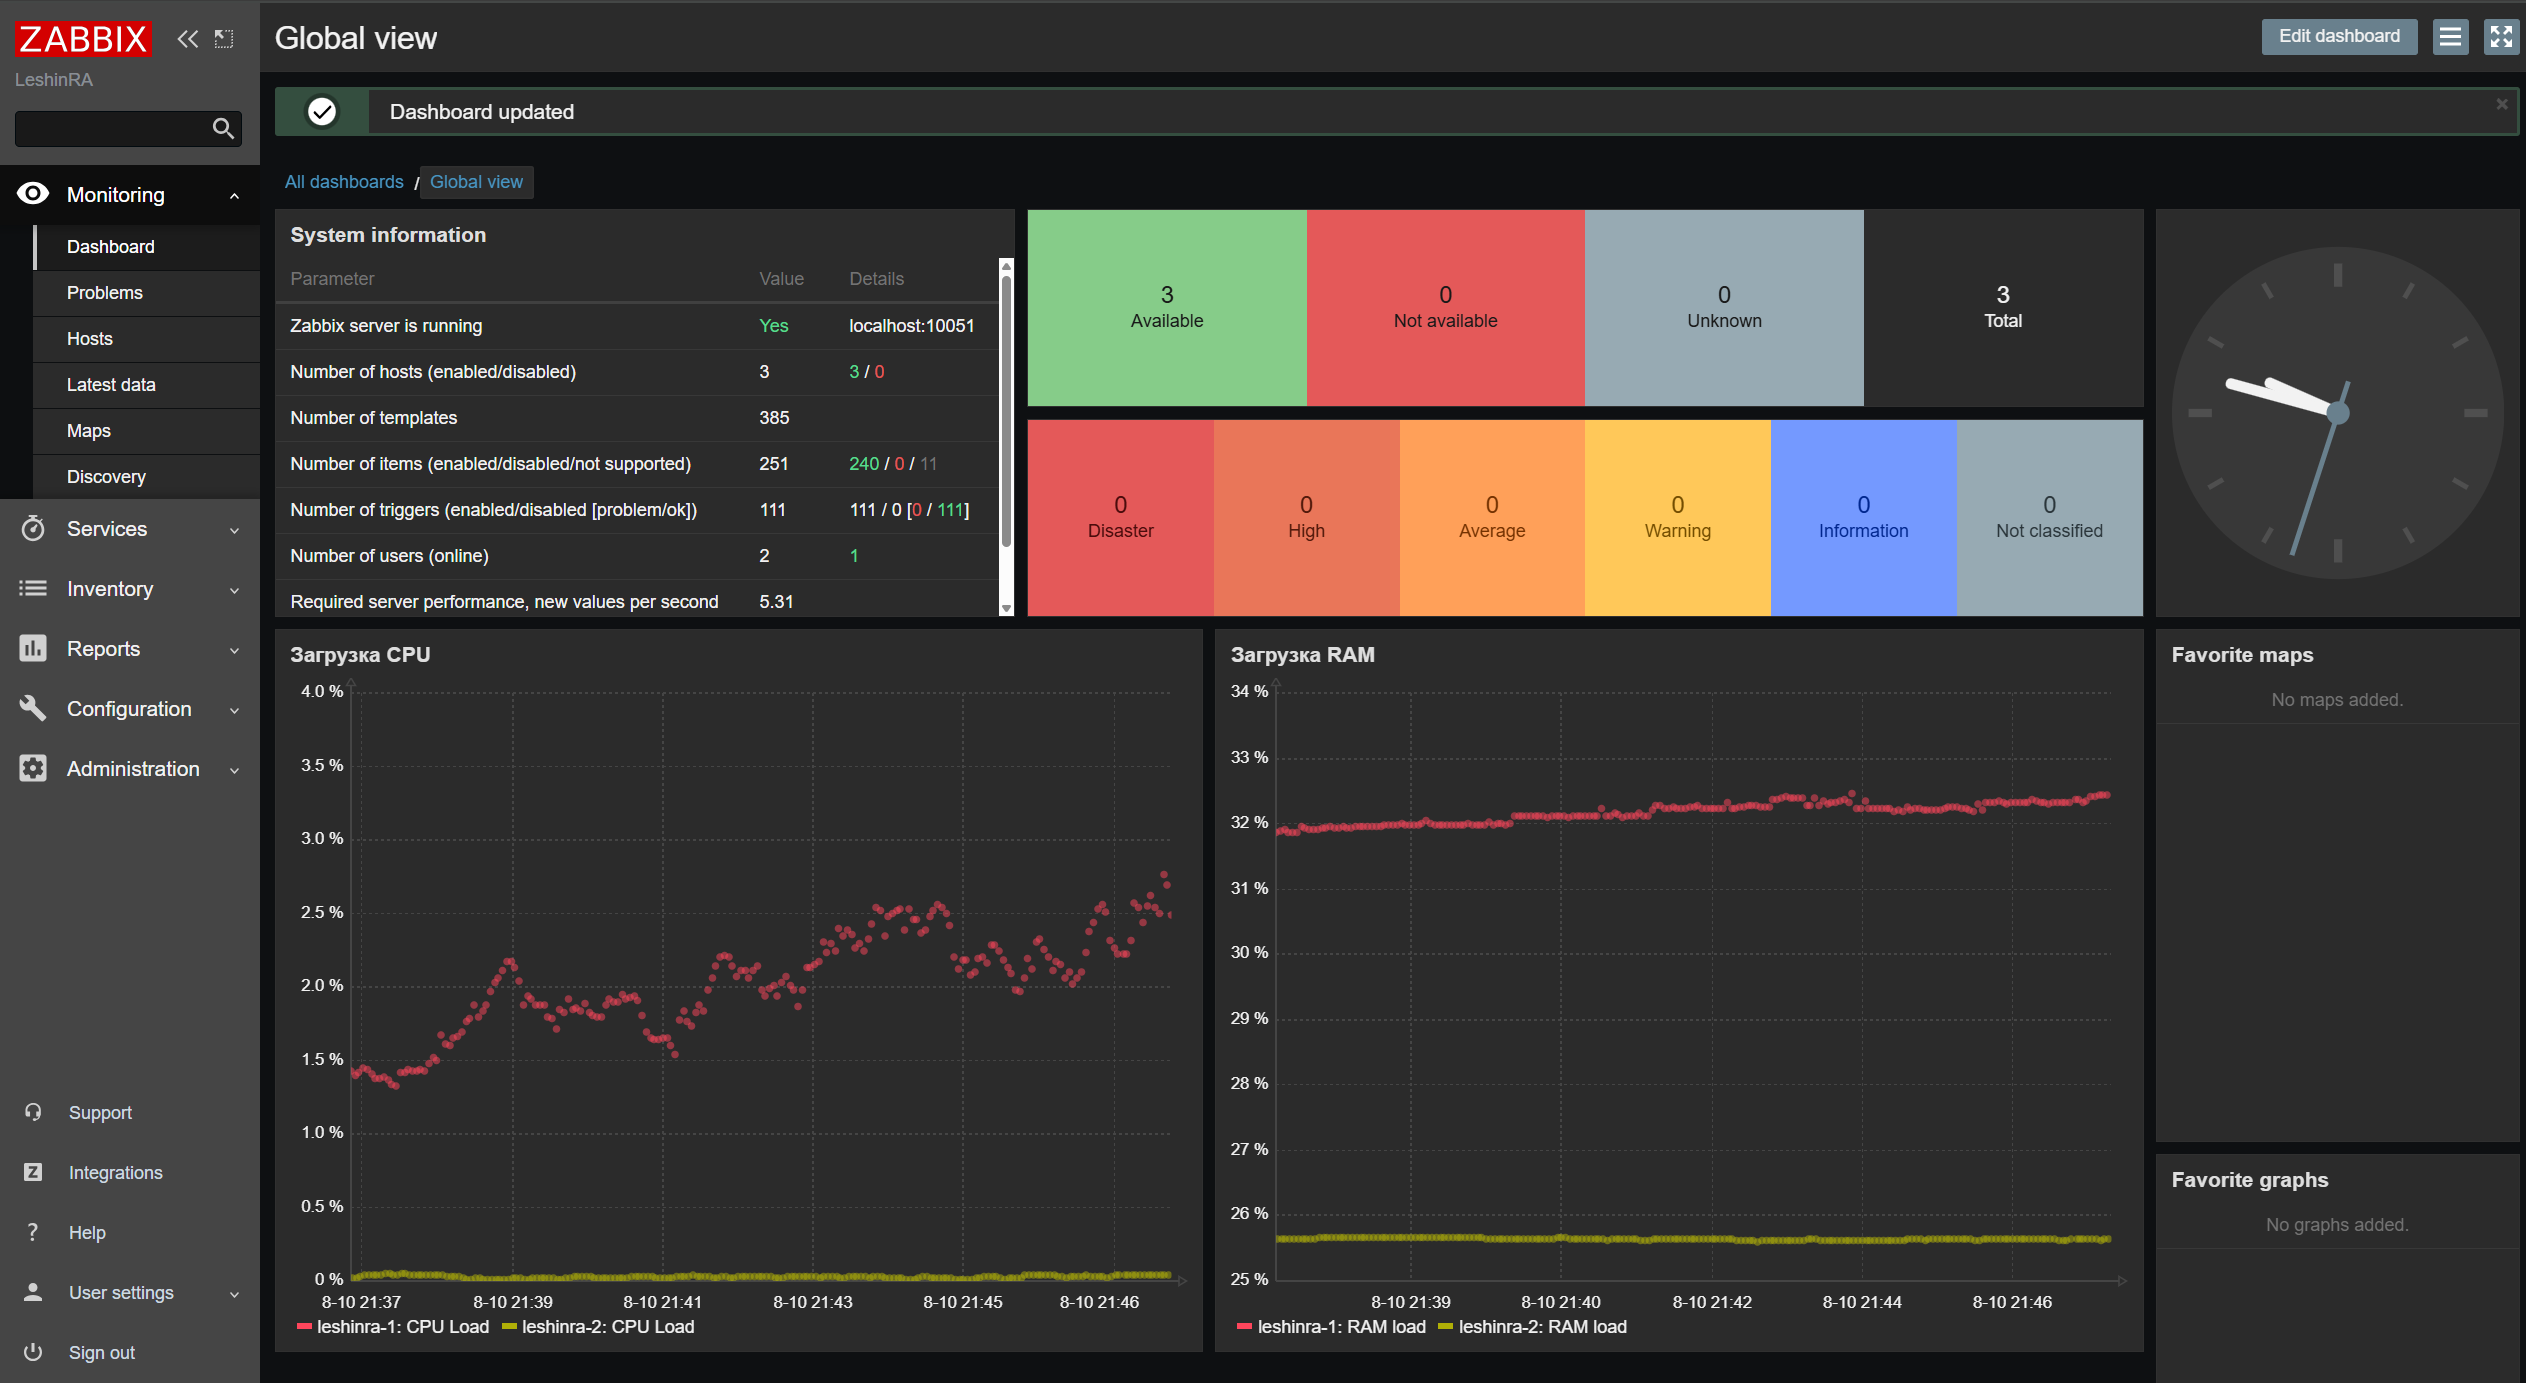 ZABBIX
LeshinRA
Monitoring
Dashboard
Problems
Hosts
Latest data
Maps
Discovery
Services
Inventory
Reports
Configuration
Administration
Support
Integrations
Help
User settings
Sign out
Global view
Edit dashboard
Dashboard updated
All dashboards / Global view
System information
Parameter Value Details
Zabbix server is running Yes localhost:10051
Number of hosts (enabled/disabled) 3 3 / 0
Number of templates 385
Number of items (enabled/disabled/not supported) 251 240 / 0 / 11
Number of triggers (enabled/disabled [problem/ok]) 111 111 / 0 [0 / 111]
Number of users (online) 2 1
Required server performance, new values per second 5.31
3 0 0 3
Available Not available Unknown Total
0 0 0 0 0 0
Disaster High Average Warning Information Not classified
Загрузка CPU
4.0 %
3.5 %
3.0 %
2.5 %
2.0 %
1.5 %
1.0 %
0.5 %
0 %
8-10 21:37 8-10 21:39 8-10 21:41 8-10 21:43 8-10 21:45 8-10 21:46
leshinra-1: CPU Load leshinra-2: CPU Load
Загрузка RAM
34 %
33 %
32 %
31 %
30 %
29 %
28 %
27 %
26 %
25 %
8-10 21:39 8-10 21:40 8-10 21:42 8-10 21:44 8-10 21:46
leshinra-1: RAM load leshinra-2: RAM load
Favorite maps
No maps added.
Favorite graphs
No graphs added.